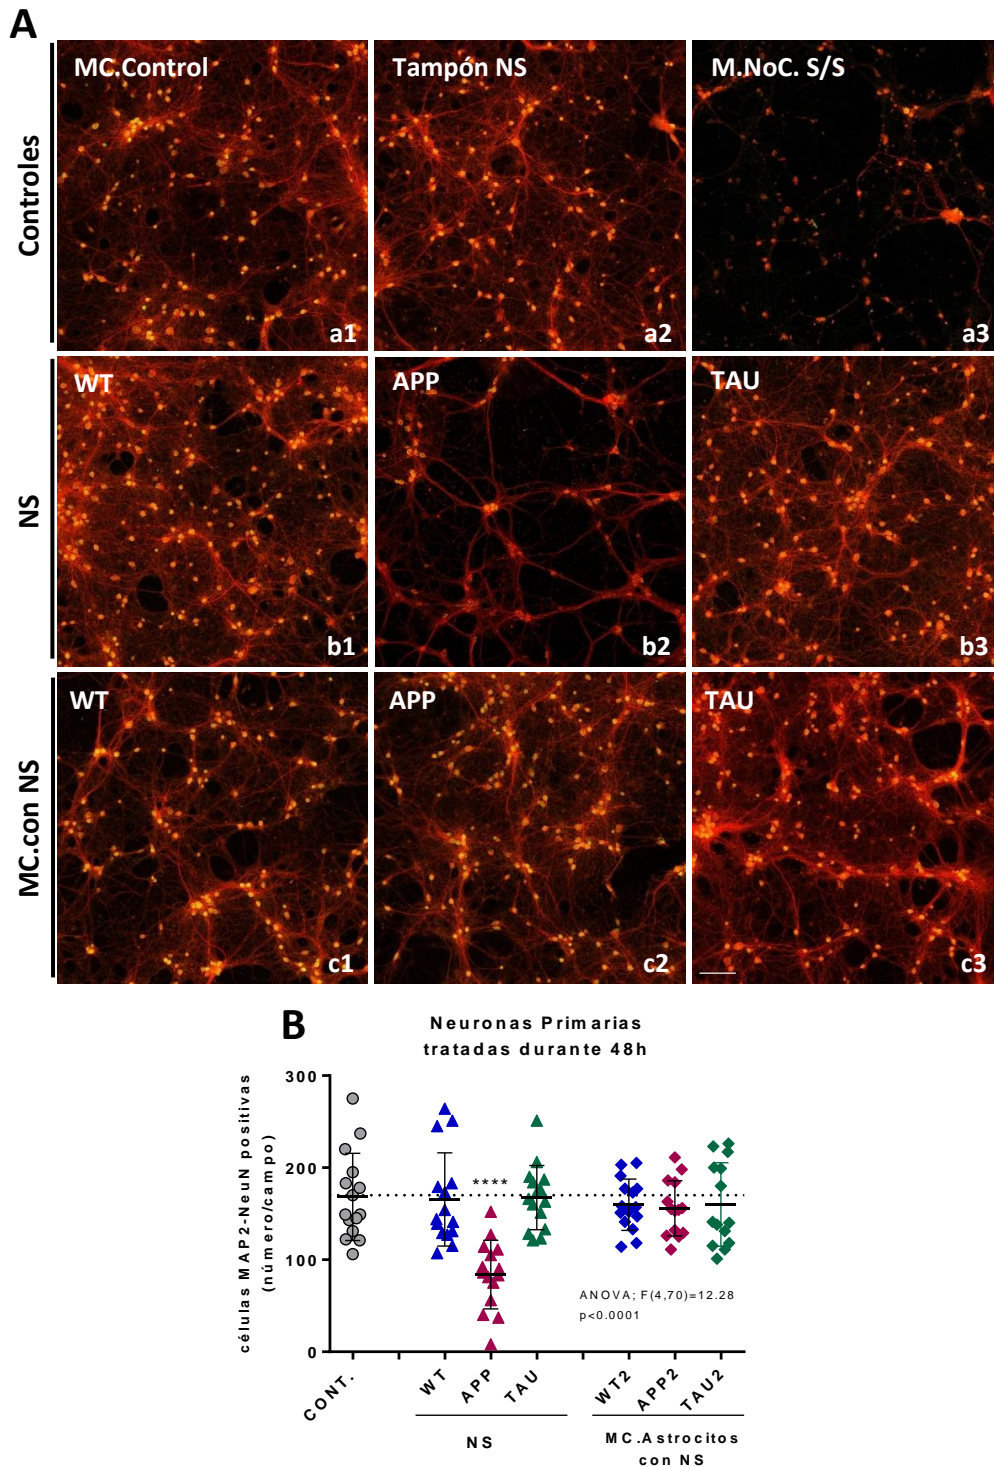 A
Controles
MC.Control
Tampón NS
M.NoC. S/S
a1
a2
a3
NS
WT
APP
TAU
b1
b2
b3
MC.con NS
WT
APP
TAU
c1
c2
c3
B
Neuronas Primarias
tratadas durante 48h
células MAP2-NeuN positivas
(número/campo)
300
200
100
0
****
ANOVA; F(4,70)=12.28
p<0.0001
CONT.
WT
APP
TAU
WT2
APP2
TAU2
NS
MC.Astrocitos
con NS